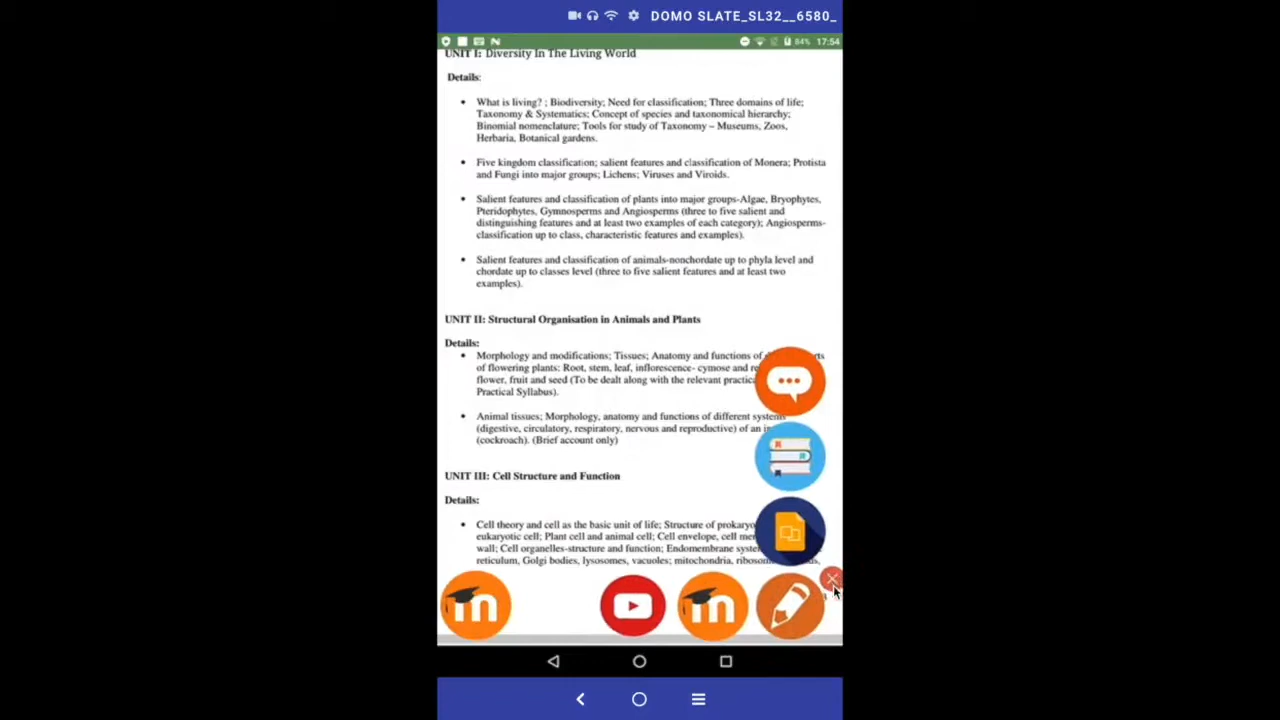 DOMO SLATE_SL32__6580_
84% 17:54
UNIT I: Diversity In The Living World
Details:
• What is living? ; Biodiversity; Need for classification; Three domains of life;
Taxonomy & Systematics; Concept of species and taxonomical hierarchy;
Binomial nomenclature; Tools for study of Taxonomy – Museums, Zoos,
Herbaria, Botanical gardens.
• Five kingdom classification; salient features and classification of Monera; Protista
and Fungi into major groups; Lichens; Viruses and Viroids.
• Salient features and classification of plants into major groups-Algae, Bryophytes,
Pteridophytes, Gymnosperms and Angiosperms (three to five salient and
distinguishing features and at least two examples of each category); Angiosperms-
classification up to class, characteristic features and examples).
• Salient features and classification of animals-nonchordate up to phyla level and
chordate up to classes level (three to five salient features and at least two
examples).
UNIT II: Structural Organisation in Animals and Plants
Details:
• Morphology and modifications; Tissues; Anatomy and functions of
of flowering plants: Root, stem, leaf, inflorescence- cymose and
flower, fruit and seed (To be dealt along with the relevant
Practical Syllabus).
• Animal tissues; Morphology, anatomy and functions of different systems
(digestive, circulatory, respiratory, nervous and reproductive) of an
(cockroach). (Brief account only)
UNIT III: Cell Structure and Function
Details:
• Cell theory and cell as the basic unit of life; Structure of
eukaryotic cell; Plant cell and animal cell; Cell envelope, cell
wall; Cell organelles-structure and function; Endomembrane
reticulum, Golgi bodies, lysosomes, vacuoles; mitochondria,
m m